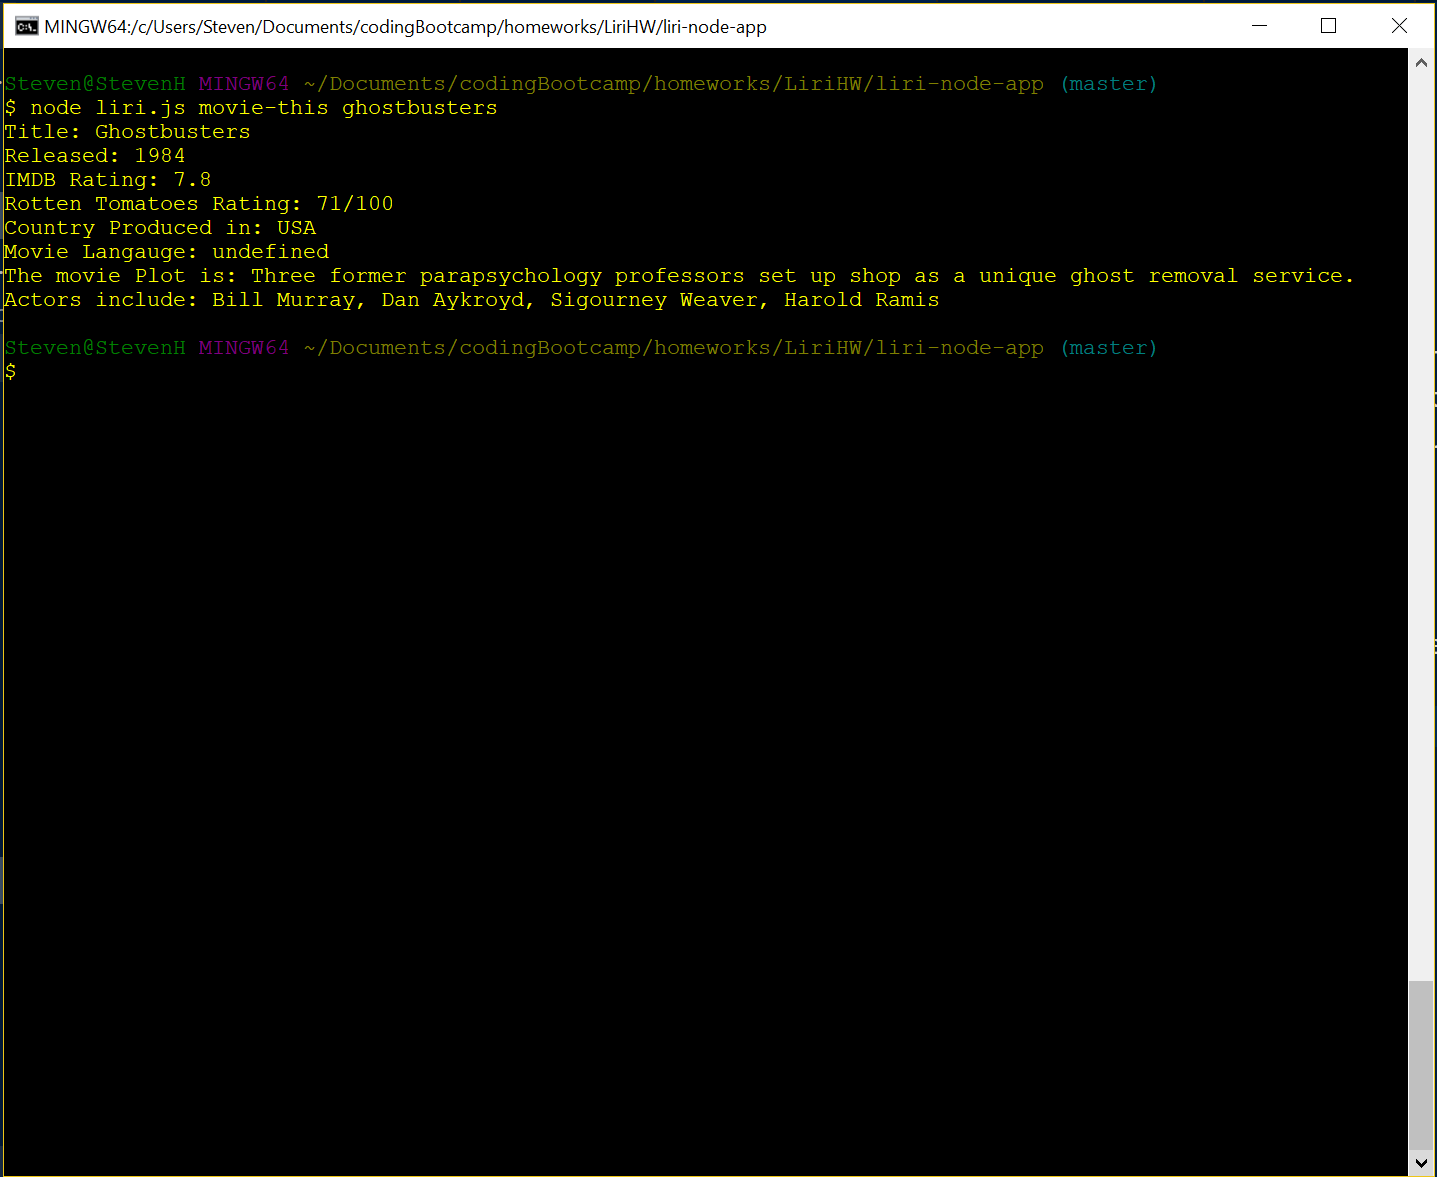 MINGW64:/c/Users/Steven/Documents/codingBootcamp/homeworks/LiriHW/liri-node-app
Steven@StevenH MINGW64 ~/Documents/codingBootcamp/homeworks/LiriHW/liri-node-app (master)
$ node liri.js movie-this ghostbusters
Title: Ghostbusters
Released: 1984
IMDB Rating: 7.8
Rotten Tomatoes Rating: 71/100
Country Produced in: USA
Movie Langauge: undefined
The movie Plot is: Three former parapsychology professors set up shop as a unique ghost removal service.
Actors include: Bill Murray, Dan Aykroyd, Sigourney Weaver, Harold Ramis
Steven@StevenH MINGW64 ~/Documents/codingBootcamp/homeworks/LiriHW/liri-node-app (master)
$